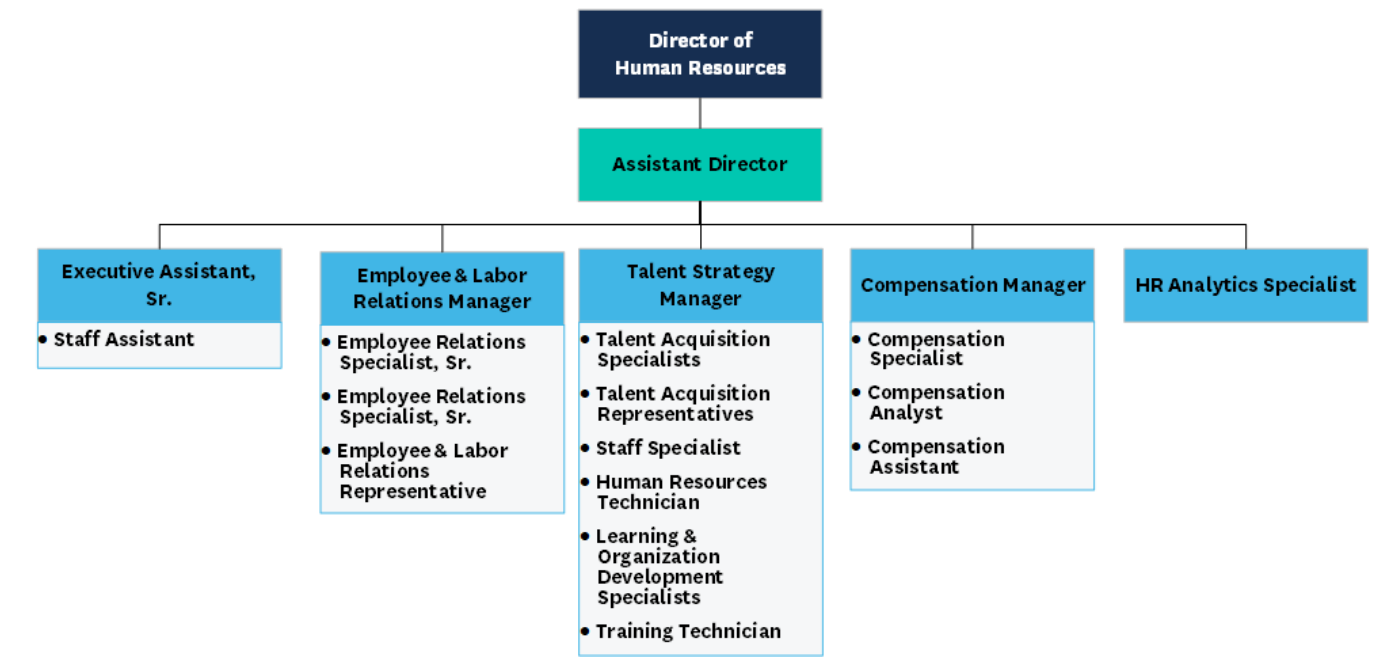 Director of
Human Resources
Assistant Director
Executive Assistant,
Sr.
• Staff Assistant
Employee & Labor
Relations Manager
• Employee Relations
Specialist, Sr.
• Employee Relations
Specialist, Sr.
• Employee & Labor
Relations
Representative
Talent Strategy
Manager
• Talent Acquisition
Specialists
• Talent Acquisition
Representatives
• Staff Specialist
• Human Resources
Technician
• Learning &
Organization
Development
Specialists
• Training Technician
Compensation Manager
• Compensation
Specialist
• Compensation
Analyst
• Compensation
Assistant
HR Analytics Specialist